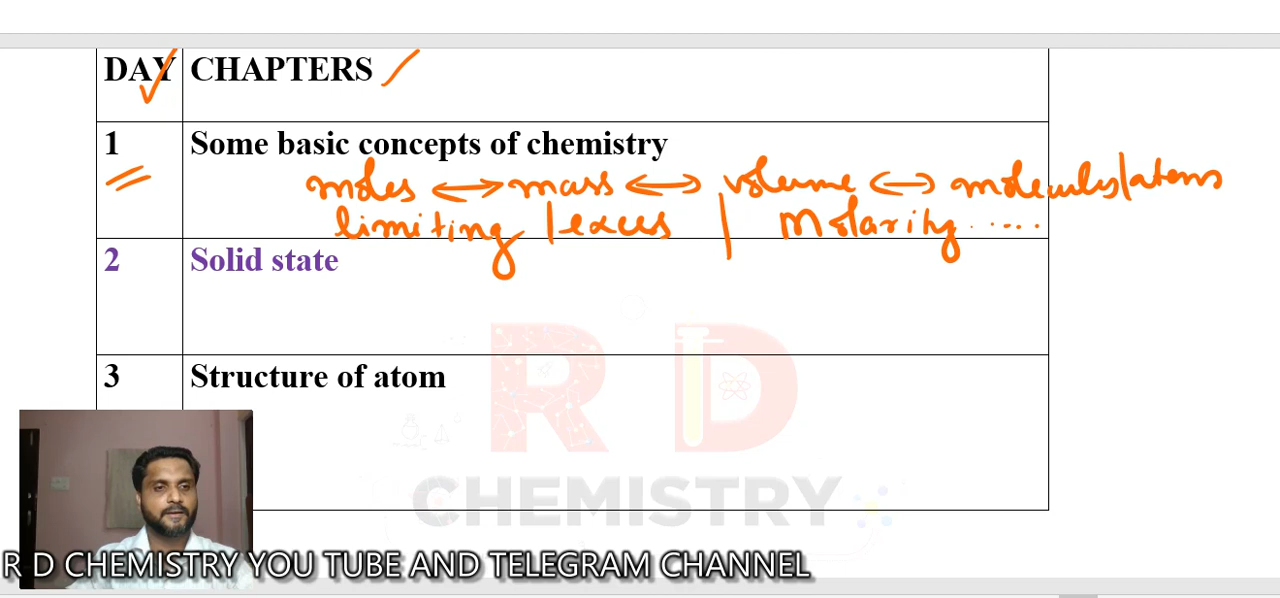 DAY CHAPTERS
1 Some basic concepts of chemistry
moles ↔ mass ↔ volume ↔ molecules/atoms
limiting /exces | Molarity.....
2 Solid state
3 Structure of atom
R D
CHEMISTRY
R D CHEMISTRY YOU TUBE AND TELEGRAM CHANNEL